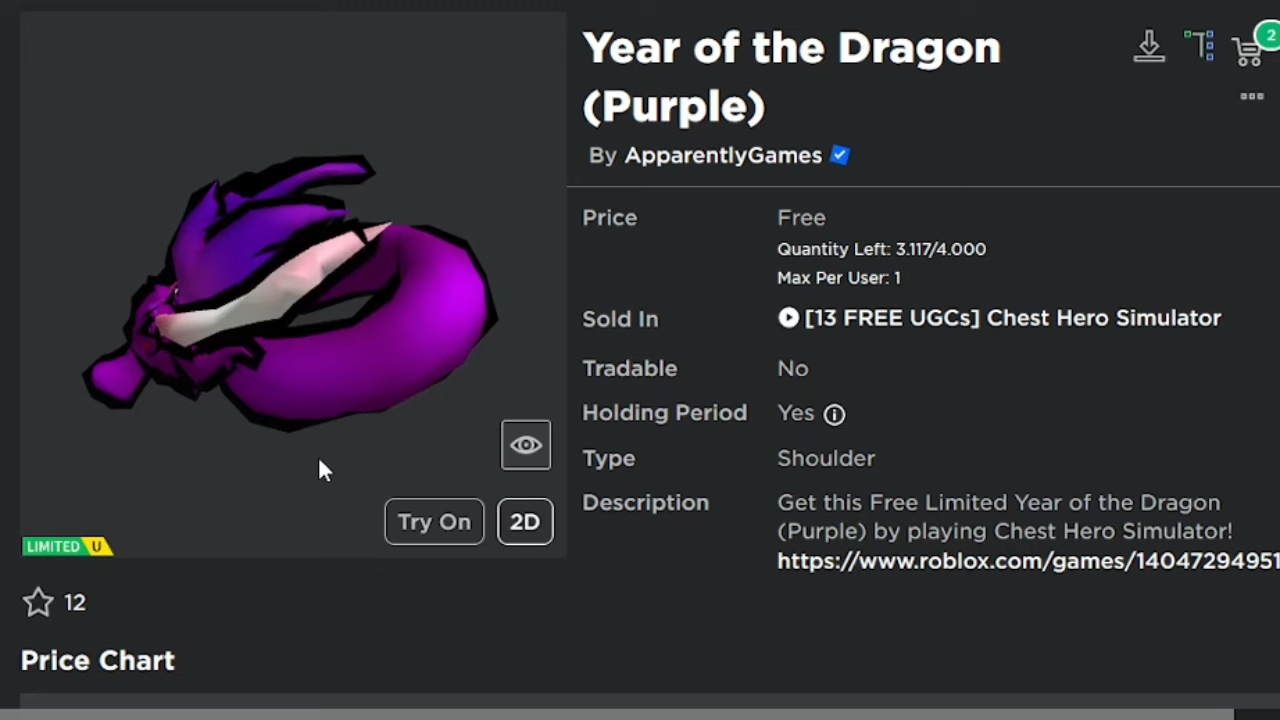 Year of the Dragon
(Purple)
2
By ApparentlyGames
Price
Free
Quantity Left: 3.117/4.000
Max Per User: 1
Sold In
[13 FREE UGCs] Chest Hero Simulator
Tradable
No
Holding Period
Yes
Type
Shoulder
Description
Get this Free Limited Year of the Dragon
(Purple) by playing Chest Hero Simulator!
https://www.roblox.com/games/14047294951
Try On
2D
LIMITED U
12
Price Chart